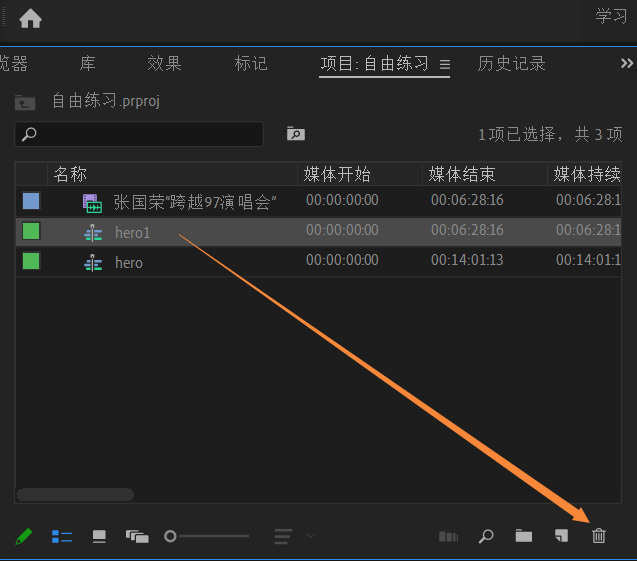 学习
览器 库 效果 标记 项目: 自由练习 历史记录
自由练习.prproj
1 项已选择，共 3 项
名称 媒体开始 媒体结束 媒体持续
张国荣"跨越97演唱会" 00:00:00:00 00:06:28:16 00:06:28:1
hero1 00:00:00:00 00:06:28:16 00:06:28:1
hero 00:00:00:00 00:14:01:13 00:14:01:1